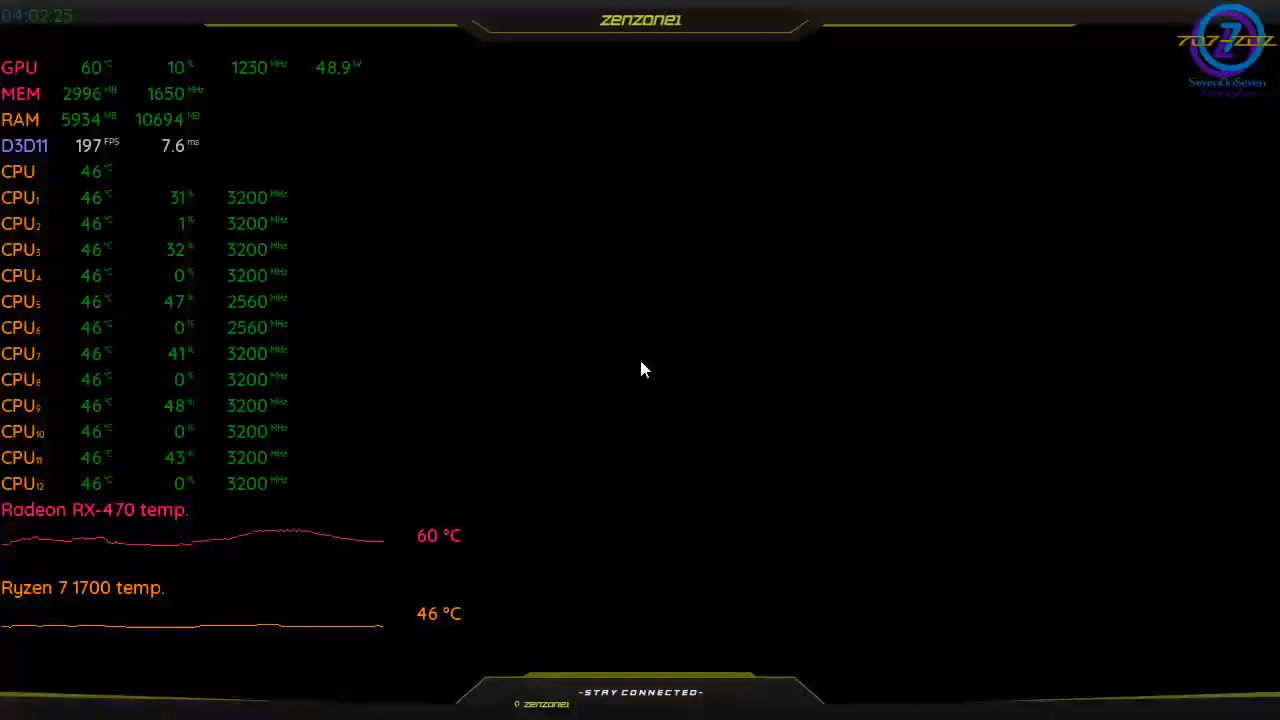 04:02:25
zenzone1
707-202
SevenOnSeven
GPU 60 °C 10 % 1230 MHz 48.9 W
MEM 2996 MB 1650 MHz
RAM 5934 MB 10694 MB
D3D11 197 FPS 7.6 ms
CPU 46 °C
CPU1 46 °C 31 % 3200 MHz
CPU2 46 °C 1 % 3200 MHz
CPU3 46 °C 32 % 3200 MHz
CPU4 46 °C 0 % 3200 MHz
CPU5 46 °C 47 % 2560 MHz
CPU6 46 °C 0 % 2560 MHz
CPU7 46 °C 41 % 3200 MHz
CPU8 46 °C 0 % 3200 MHz
CPU9 46 °C 48 % 3200 MHz
CPU10 46 °C 0 % 3200 MHz
CPU11 46 °C 43 % 3200 MHz
CPU12 46 °C 0 % 3200 MHz
Radeon RX-470 temp.
60 °C
Ryzen 7 1700 temp.
46 °C
-STAY CONNECTED-
zenzone1